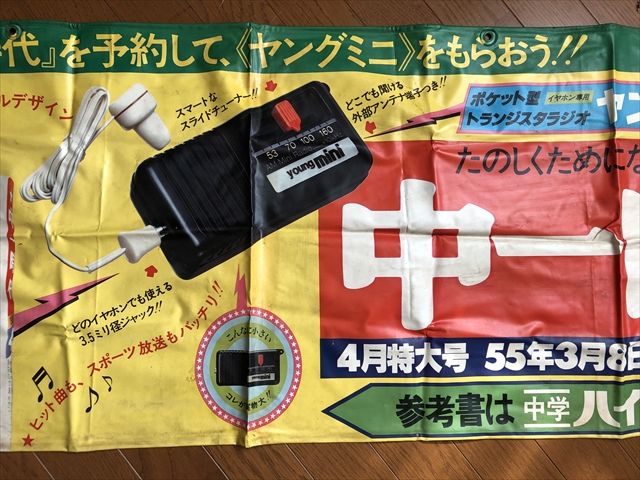 代』を予約して、《ヤングミニ》をもらおう!!
ルデザイン
スマートな
スライドチューナー!!
どこでも聞ける
外部アンテナ端子つき!!
ポケット型 イヤホン専用
トランジスタラジオ
ヤン
53 70 100 160
AM Mini Radio
young mini
たのしくためにな
中一
どのイヤホンでも使える
3.5ミリ径ジャック!!
ヒット曲も、スポーツ放送もバッチリ!!
こんなに小さい
コレが実物大!!
4月特大号 55年3月8日
参考書は 中学 ハイ